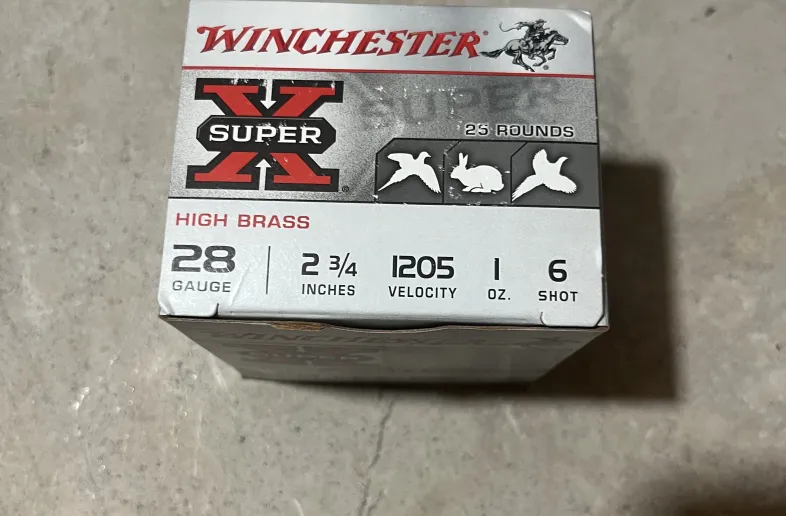 WINCHESTER®
SUPER
X
SUPER ®
25 ROUNDS
HIGH BRASS
28 GAUGE
2 3/4 INCHES
1205 VELOCITY
1 OZ.
6 SHOT